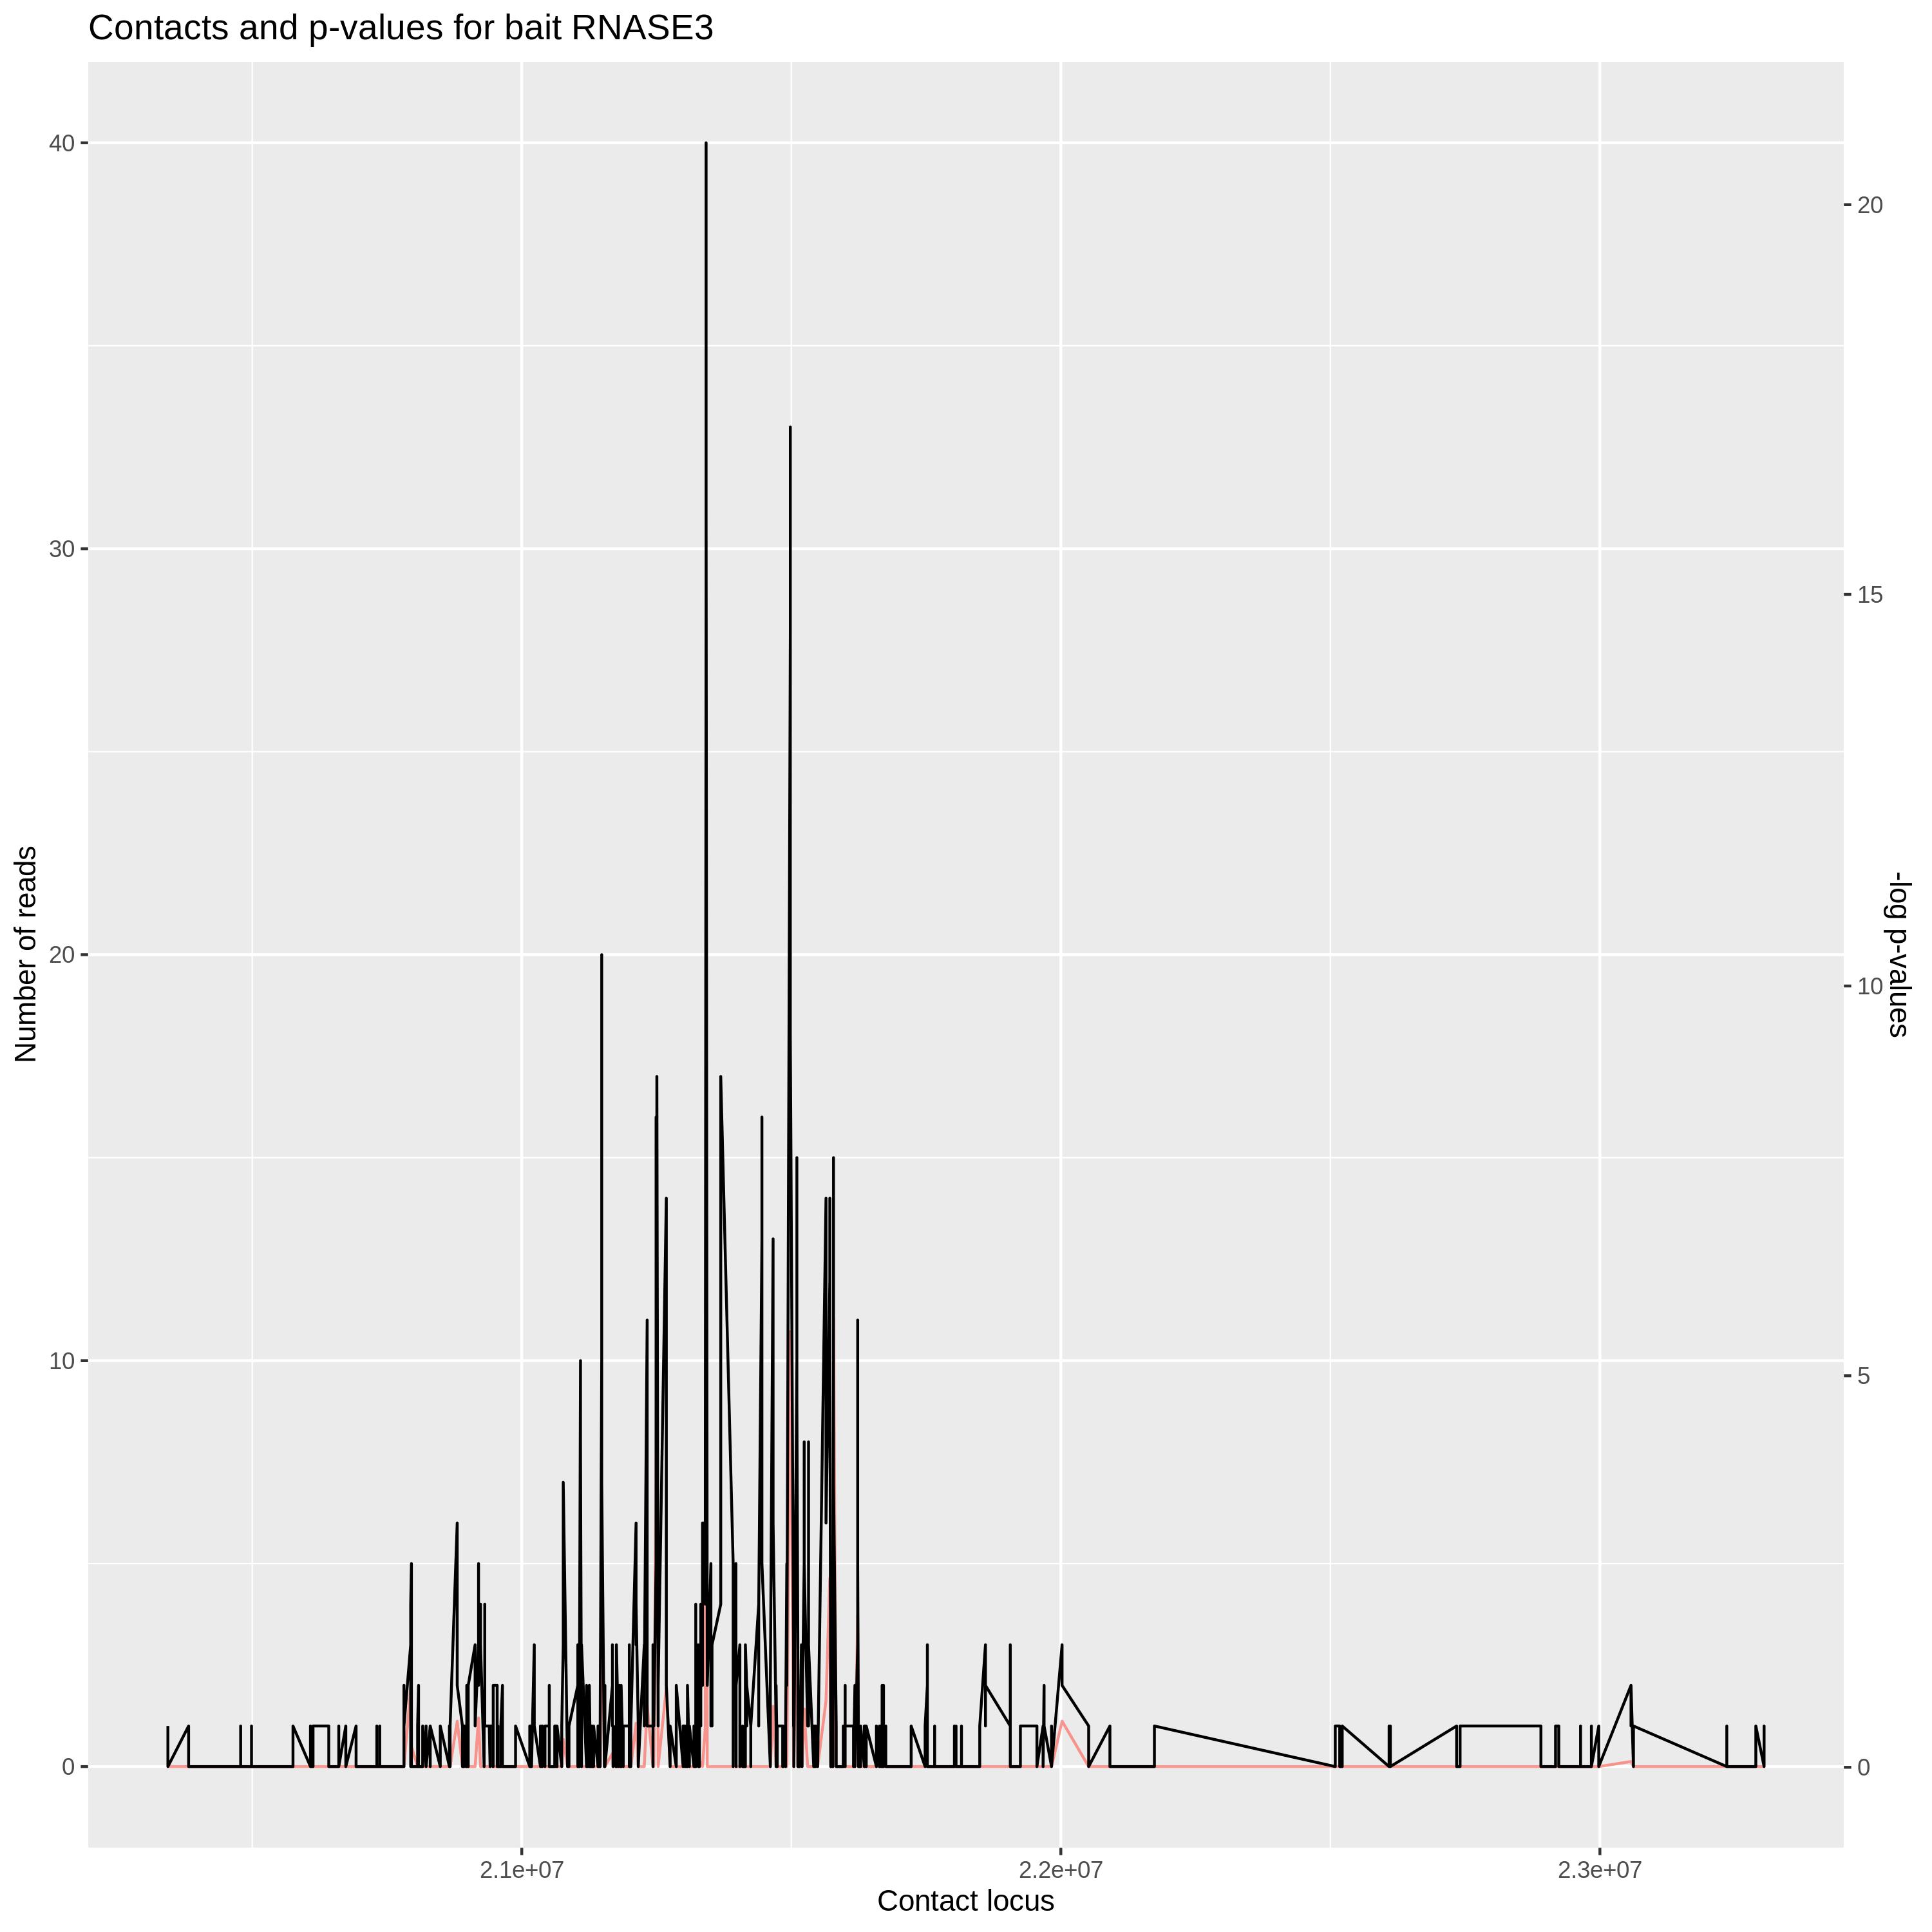 Contacts and p-values for bait RNASE3
40
30
20
10
0
Number of reads
20
15
10
5
0
-log p-values
2.1e+07
2.2e+07
2.3e+07
Contact locus